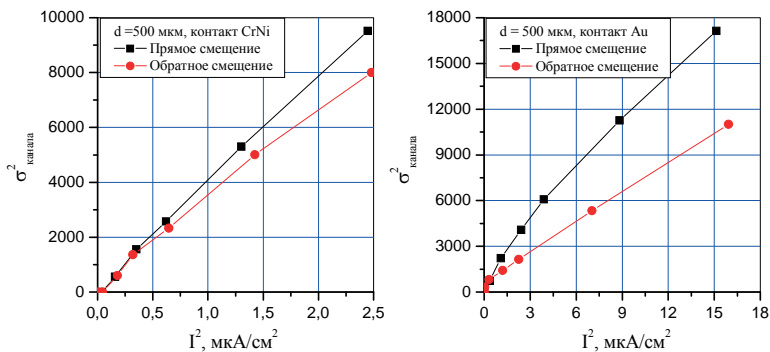 d =500 мкм, контакт CrNi
Прямое смещение
Обратное смещение
10000
8000
6000
4000
2000
0
σ²канала
0,0 0,5 1,0 1,5 2,0 2,5
I², мкА/см²
d = 500 мкм, контакт Au
Прямое смещение
Обратное смещение
18000
15000
12000
9000
6000
3000
0
σ²канала
0 3 6 9 12 15 18
I², мкА/см²